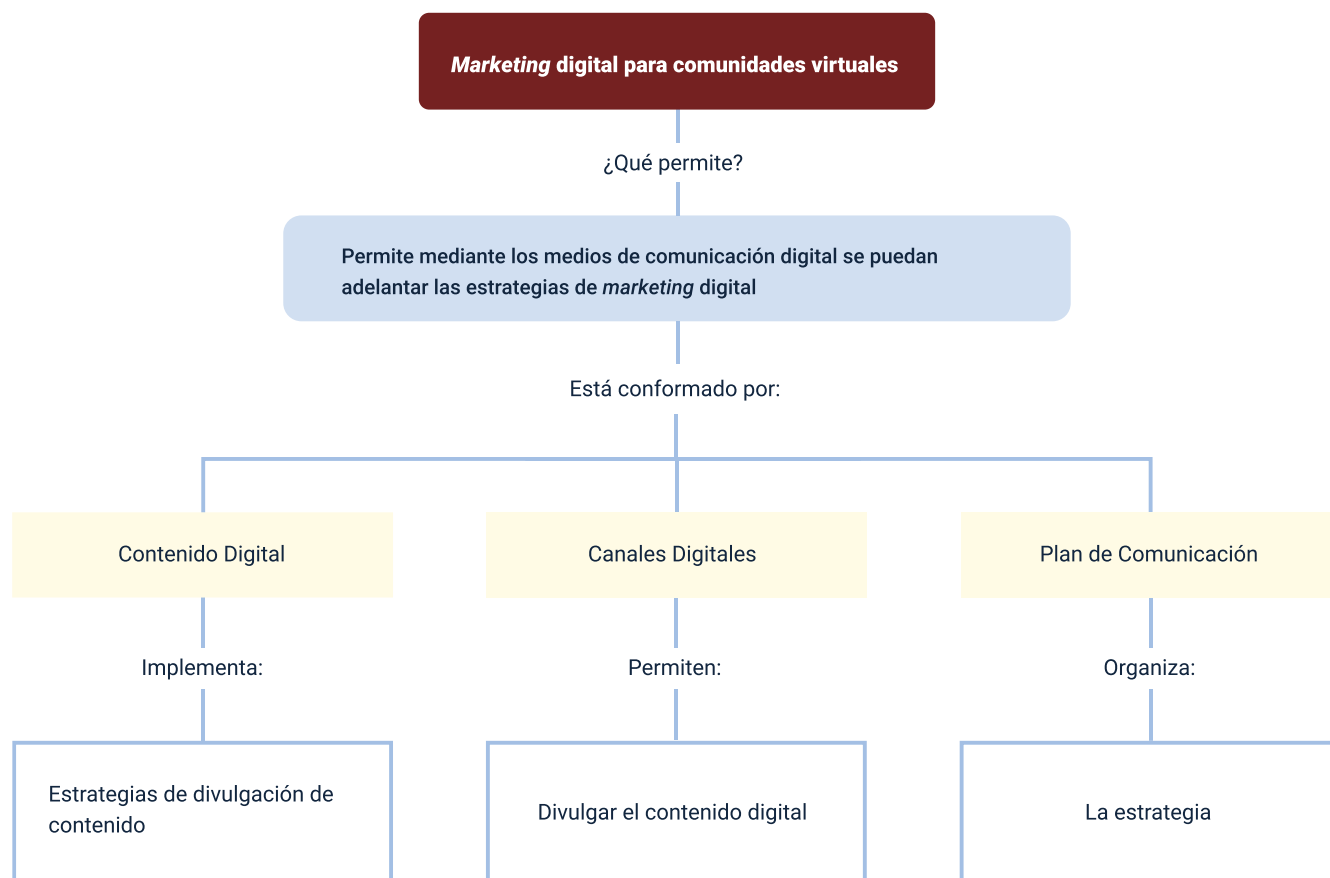 Marketing digital para comunidades virtuales
¿Qué permite?
Permite mediante los medios de comunicación digital se puedan
adelantar las estrategias de marketing digital
Está conformado por:
Contenido Digital
Canales Digitales
Plan de Comunicación
Implementa:
Permiten:
Organiza:
Estrategias de divulgación de
contenido
Divulgar el contenido digital
La estrategia